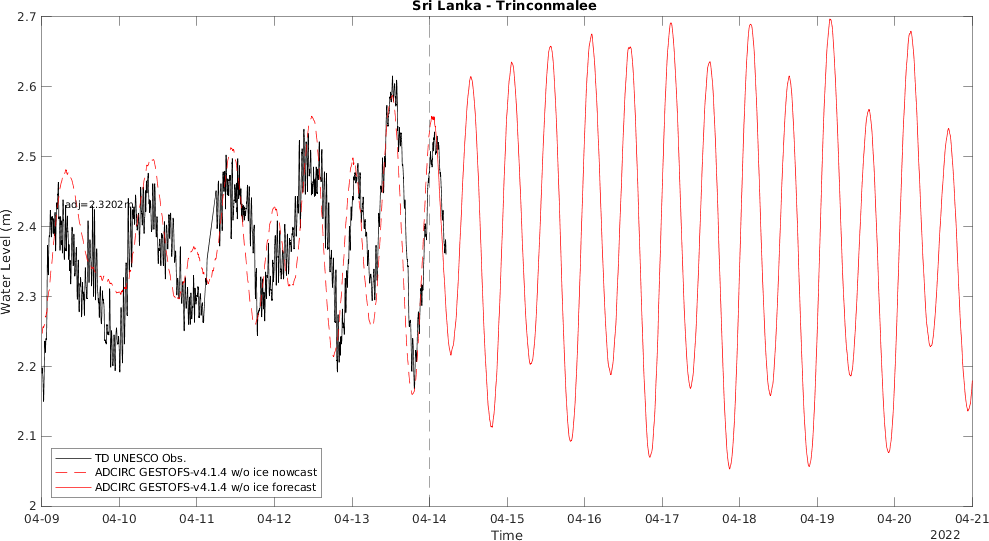 Sri Lanka - Trinconmalee
2.7
2.6
2.5
2.4
2.3
2.2
2.1
2
Water Level (m)
adj=2.3202m
TD UNESCO Obs.
ADCIRC GESTOFS-v4.1.4 w/o ice nowcast
ADCIRC GESTOFS-v4.1.4 w/o ice forecast
04-09 04-10 04-11 04-12 04-13 04-14 04-15 04-16 04-17 04-18 04-19 04-20 04-21
Time
2022